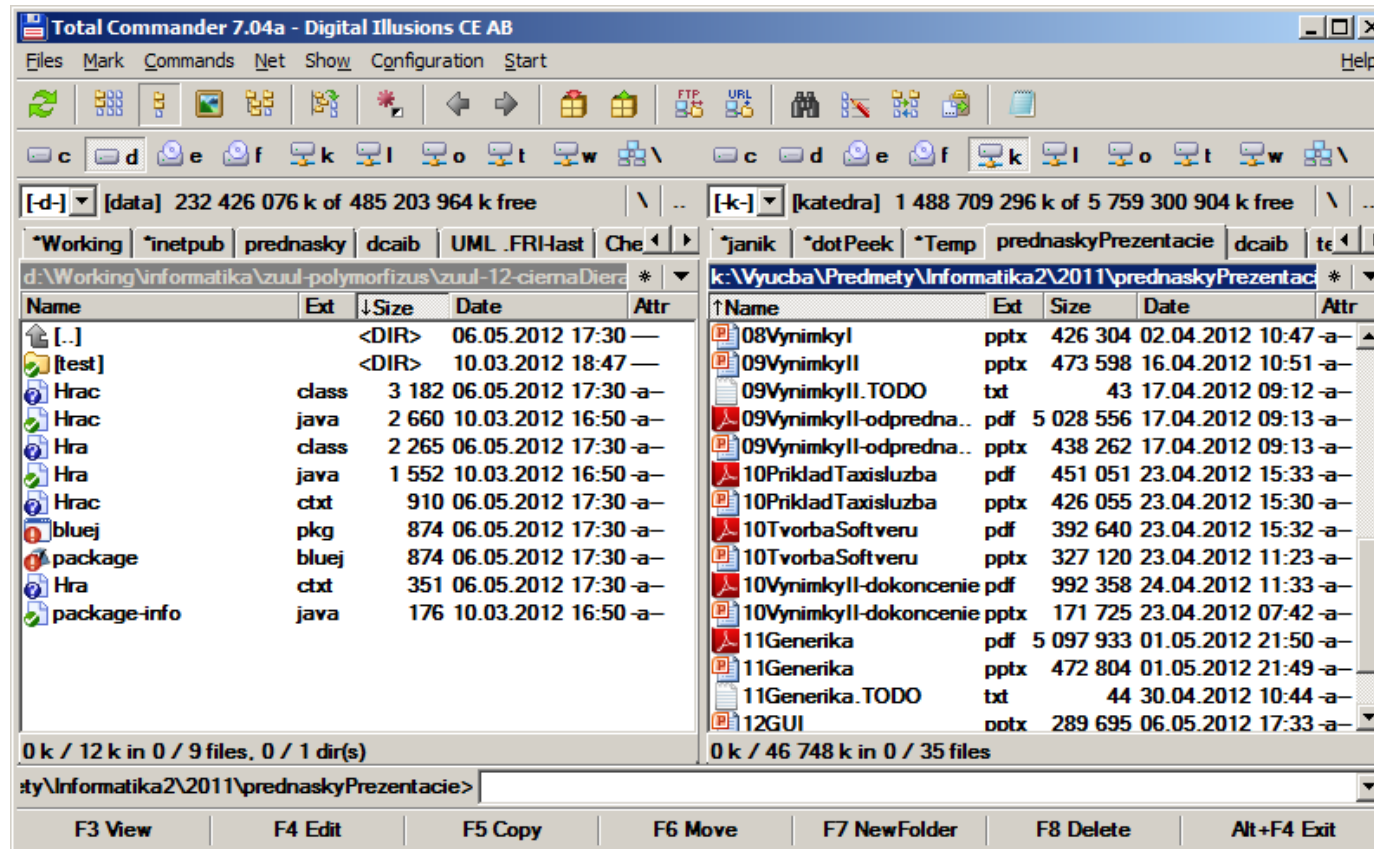 Total Commander 7.04a - Digital Illusions CE AB
Files Mark Commands Net Show Configuration Start Help
FTP URL
c d e f k l o t w \ c d e f k l o t w \
[-d-] [data] 232 426 076 k of 485 203 964 k free \ .. [-k-] [katedra] 1 488 709 296 k of 5 759 300 904 k free \ ..
*Working *inetpub prednasky dcaib UML .FRI-last Che *janik *dotPeek *Temp prednaskyPrezentacie dcaib te
d:\Working\informatika\zuul-polymorfizus\zuul-12-ciernaDiera * k:\Vyucba\Predmety\Informatika2\2011\prednaskyPrezentaci *
Name Ext ↓Size Date Attr
[..] <DIR> 06.05.2012 17:30 ----
[test] <DIR> 10.03.2012 18:47 ----
Hrac class 3 182 06.05.2012 17:30 -a--
Hrac java 2 660 10.03.2012 16:50 -a--
Hra class 2 265 06.05.2012 17:30 -a--
Hra java 1 552 10.03.2012 16:50 -a--
Hrac ctxt 910 06.05.2012 17:30 -a--
bluej pkg 874 06.05.2012 17:30 -a--
package bluej 874 06.05.2012 17:30 -a--
Hra ctxt 351 06.05.2012 17:30 -a--
package-info java 176 10.03.2012 16:50 -a--
0 k / 12 k in 0 / 9 files, 0 / 1 dir(s)
↑Name Ext Size Date Attr
08VynimkyI pptx 426 304 02.04.2012 10:47 -a--
09VynimkyII pptx 473 598 16.04.2012 10:51 -a--
09VynimkyII.TODO txt 43 17.04.2012 09:12 -a--
09VynimkyII-odpredna.. pdf 5 028 556 17.04.2012 09:13 -a--
09VynimkyII-odpredna.. pptx 438 262 17.04.2012 09:13 -a--
10PrikladTaxisluzba pdf 451 051 23.04.2012 15:33 -a--
10PrikladTaxisluzba pptx 426 055 23.04.2012 15:30 -a--
10TvorbaSoftveru pdf 392 640 23.04.2012 15:32 -a--
10TvorbaSoftveru pptx 327 120 23.04.2012 11:23 -a--
10VynimkyII-dokoncenie pdf 992 358 24.04.2012 11:33 -a--
10VynimkyII-dokoncenie pptx 171 725 23.04.2012 07:42 -a--
11Generika pdf 5 097 933 01.05.2012 21:50 -a--
11Generika pptx 472 804 01.05.2012 21:49 -a--
11Generika.TODO txt 44 30.04.2012 10:44 -a--
12GUI pptx 289 695 06.05.2012 17:33 -a--
0 k / 46 748 k in 0 / 35 files
ety\Informatika2\2011\prednaskyPrezentacie>
F3 View F4 Edit F5 Copy F6 Move F7 NewFolder F8 Delete Alt+F4 Exit